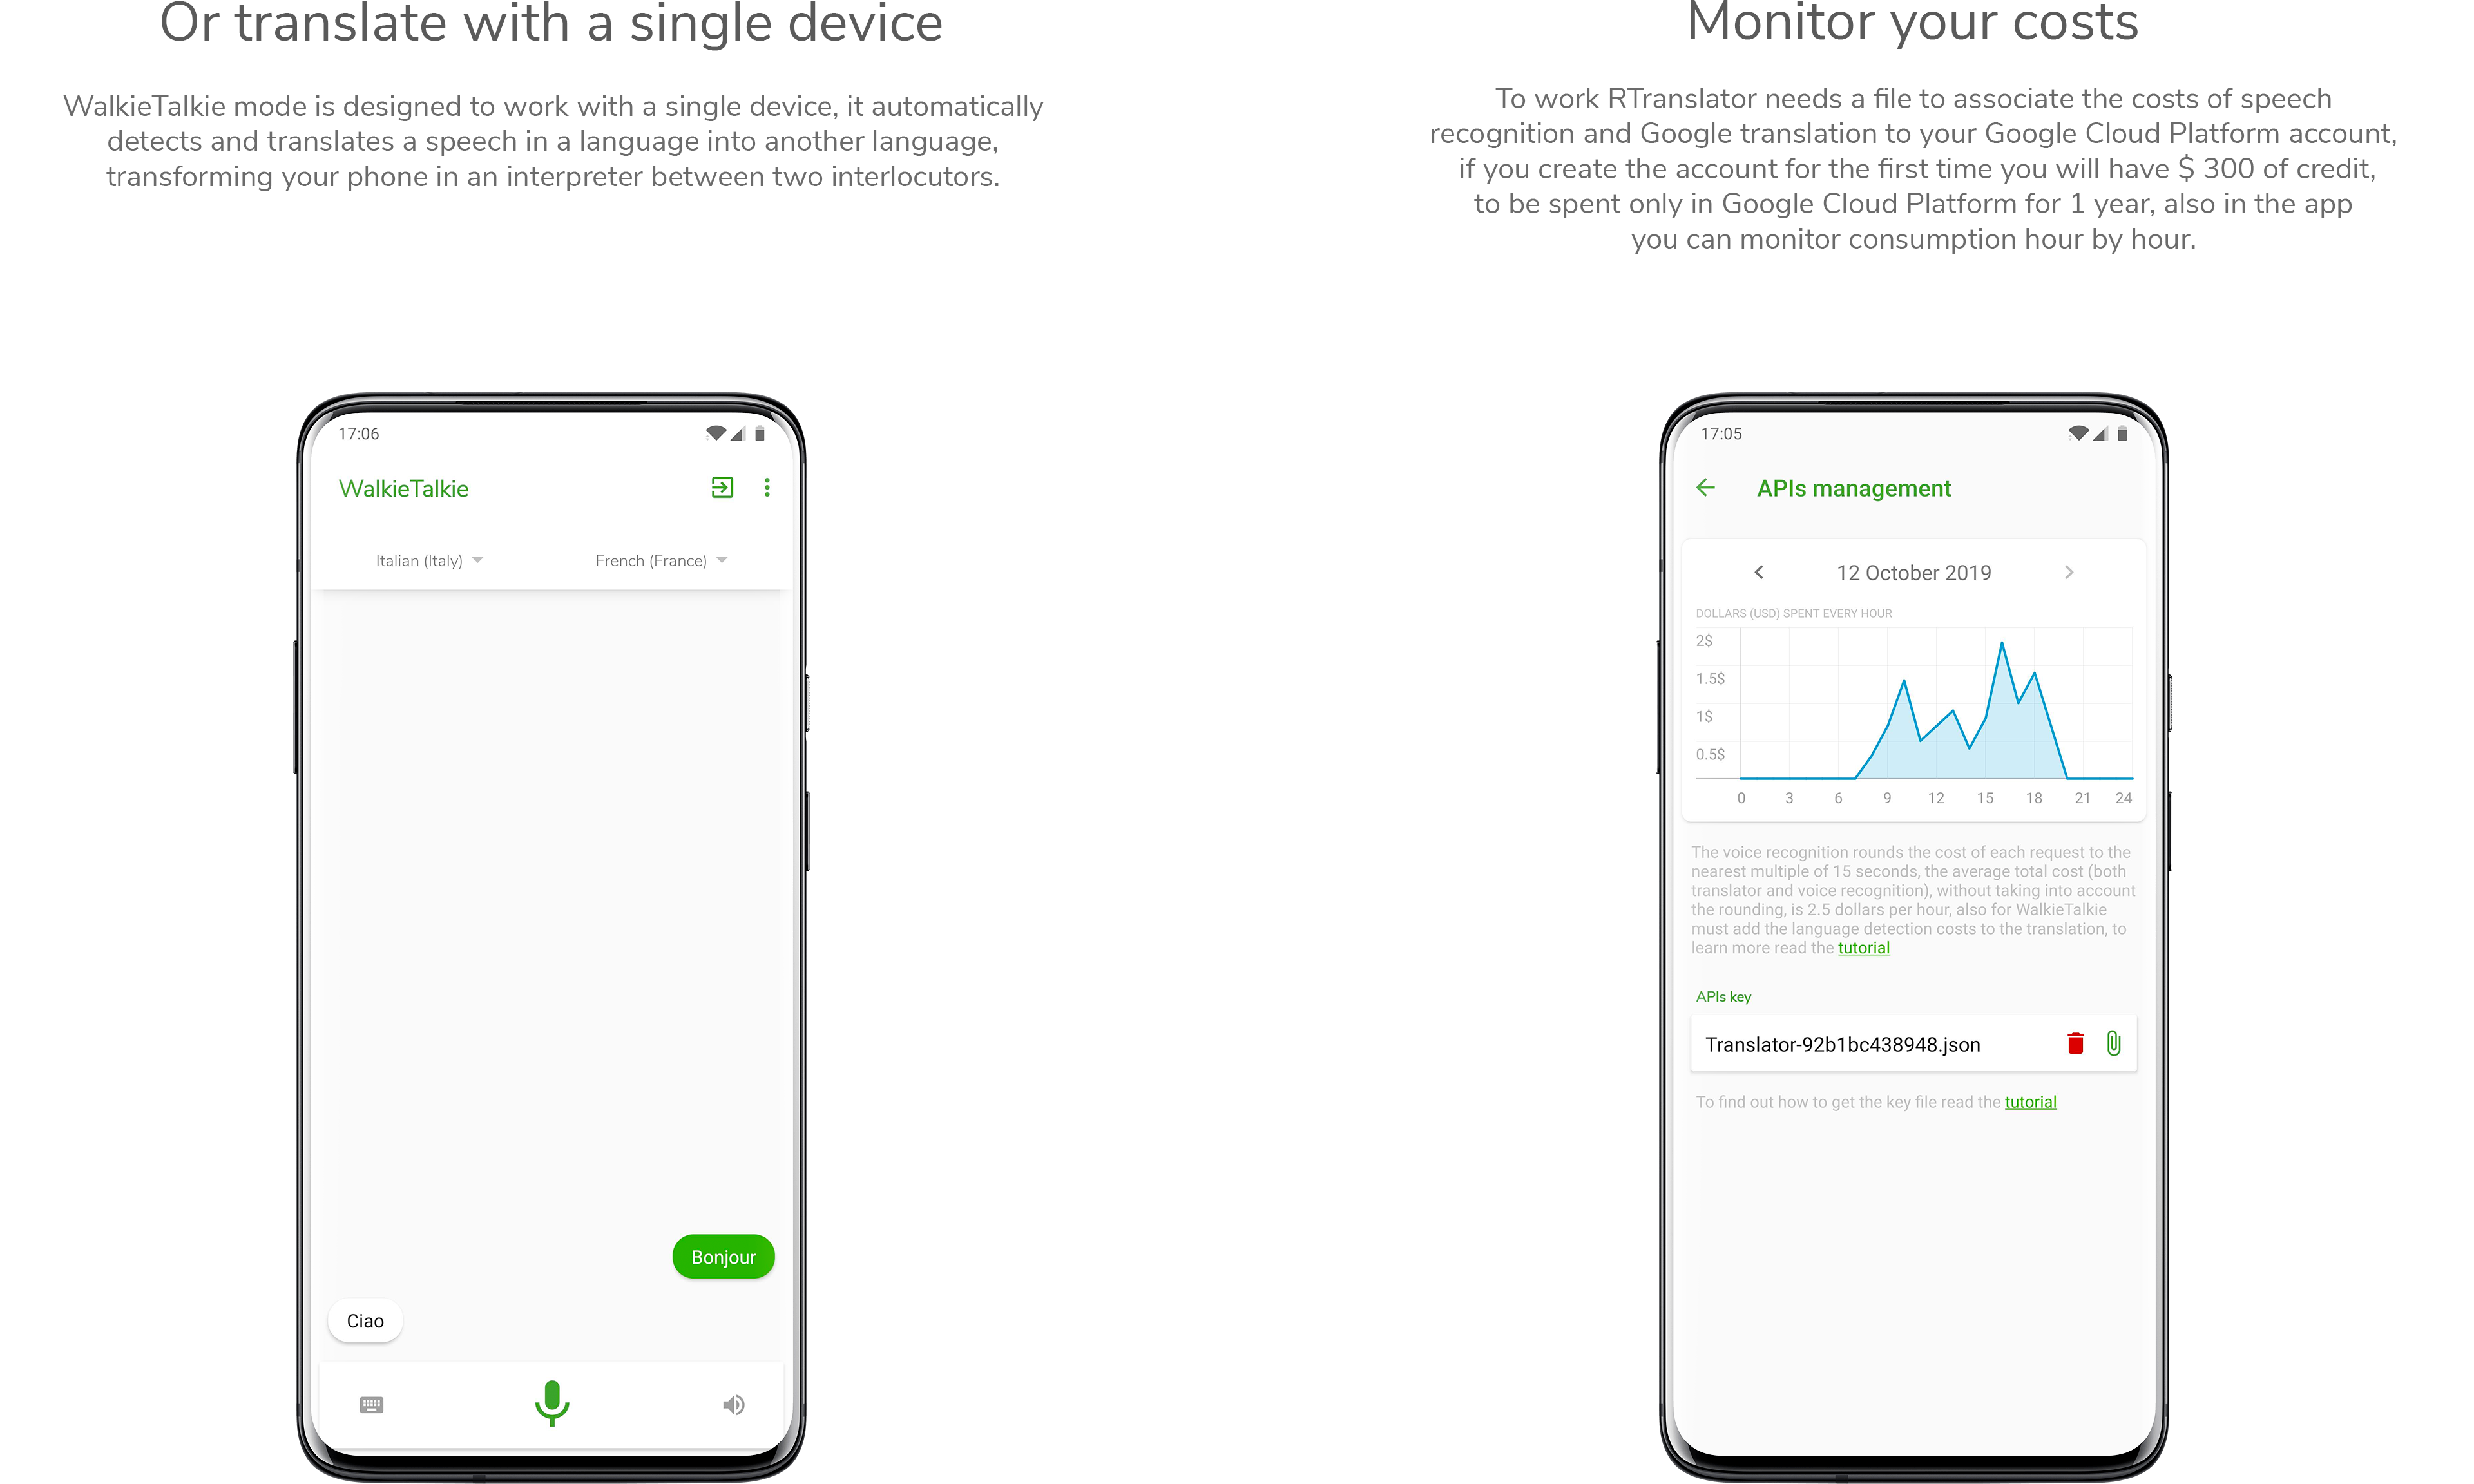 Or translate with a single device
WalkieTalkie mode is designed to work with a single device, it automatically
detects and translates a speech in a language into another language,
transforming your phone in an interpreter between two interlocutors.
17:06
WalkieTalkie
Italian (Italy)
French (France)
Bonjour
Ciao
Monitor your costs
To work RTranslator needs a file to associate the costs of speech
recognition and Google translation to your Google Cloud Platform account,
if you create the account for the first time you will have $ 300 of credit,
to be spent only in Google Cloud Platform for 1 year, also in the app
you can monitor consumption hour by hour.
17:05
APIs management
12 October 2019
DOLLARS (USD) SPENT EVERY HOUR
2$
1.5$
1$
0.5$
0 3 6 9 12 15 18 21 24
The voice recognition rounds the cost of each request to the
nearest multiple of 15 seconds, the average total cost (both
translator and voice recognition), without taking into account
the rounding, is 2.5 dollars per hour, also for WalkieTalkie
must add the language detection costs to the translation, to
learn more read the tutorial
APIs key
Translator-92b1bc438948.json
To find out how to get the key file read the tutorial